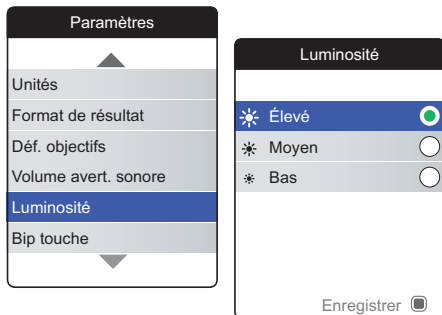 Paramètres
Unités
Format de résultat
Déf. objectifs
Volume avert. sonore
Luminosité
Bip touche
Luminosité
Élevé
Moyen
Bas
Enregistrer